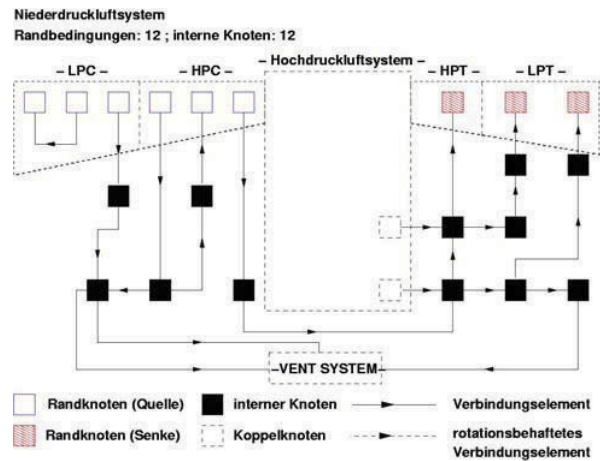 Niederdruckluftsystem
Randbedingungen: 12 ; interne Knoten: 12
– Hochdruckluftsystem –
– LPC –
– HPC –
– HPT –
– LPT –
–VENT SYSTEM–
Randknoten (Quelle)
interner Knoten
Verbindungselement
Randknoten (Senke)
Koppelknoten
rotationsbehaftetes
Verbindungselement